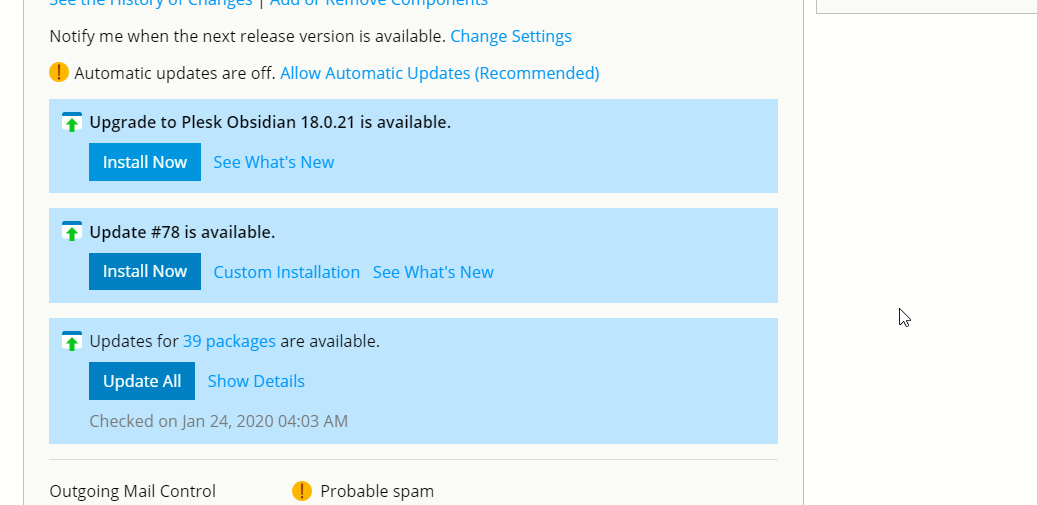 See the History of Changes | Add or Remove Components
Notify me when the next release version is available. Change Settings
Automatic updates are off. Allow Automatic Updates (Recommended)
Upgrade to Plesk Obsidian 18.0.21 is available.
Install Now See What's New
Update #78 is available.
Install Now Custom Installation See What's New
Updates for 39 packages are available.
Update All Show Details
Checked on Jan 24, 2020 04:03 AM
Outgoing Mail Control ! Probable spam